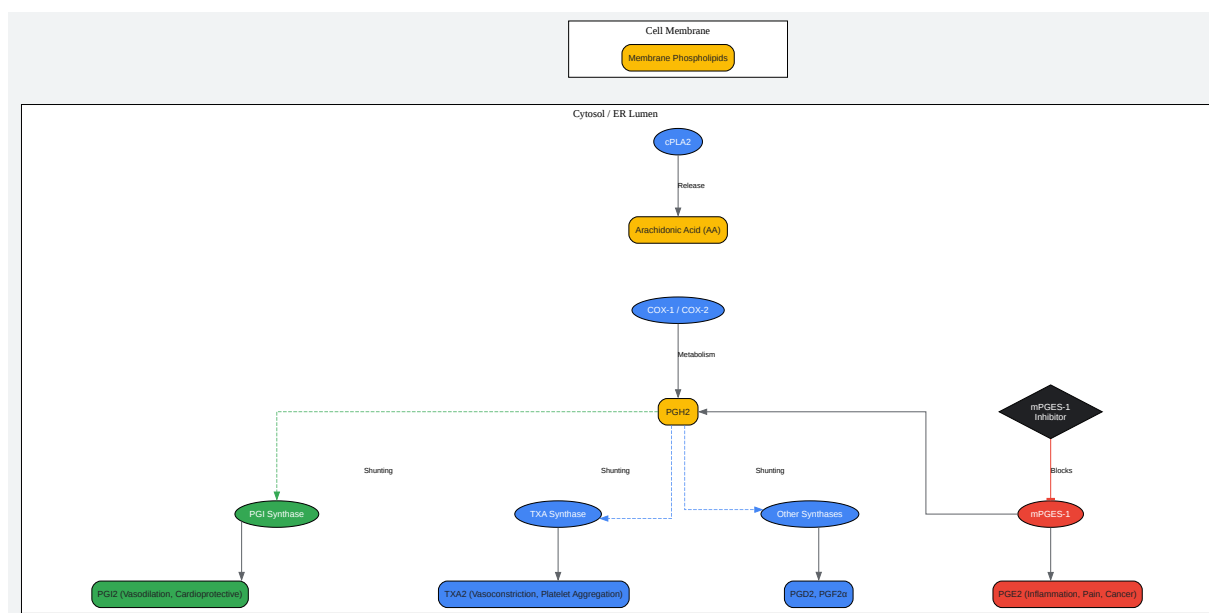 Cell Membrane
Membrane Phospholipids
Cytosol / ER Lumen
cPLA2
Release
Arachidonic Acid (AA)
COX-1 / COX-2
Metabolism
PGH2
mPGES-1
Inhibitor
Shunting
Shunting
Shunting
Blocks
PGI Synthase
TXA Synthase
Other Synthases
mPGES-1
PGI2 (Vasodilation, Cardioprotective)
TXA2 (Vasoconstriction, Platelet Aggregation)
PGD2, PGF2α
PGE2 (Inflammation, Pain, Cancer)